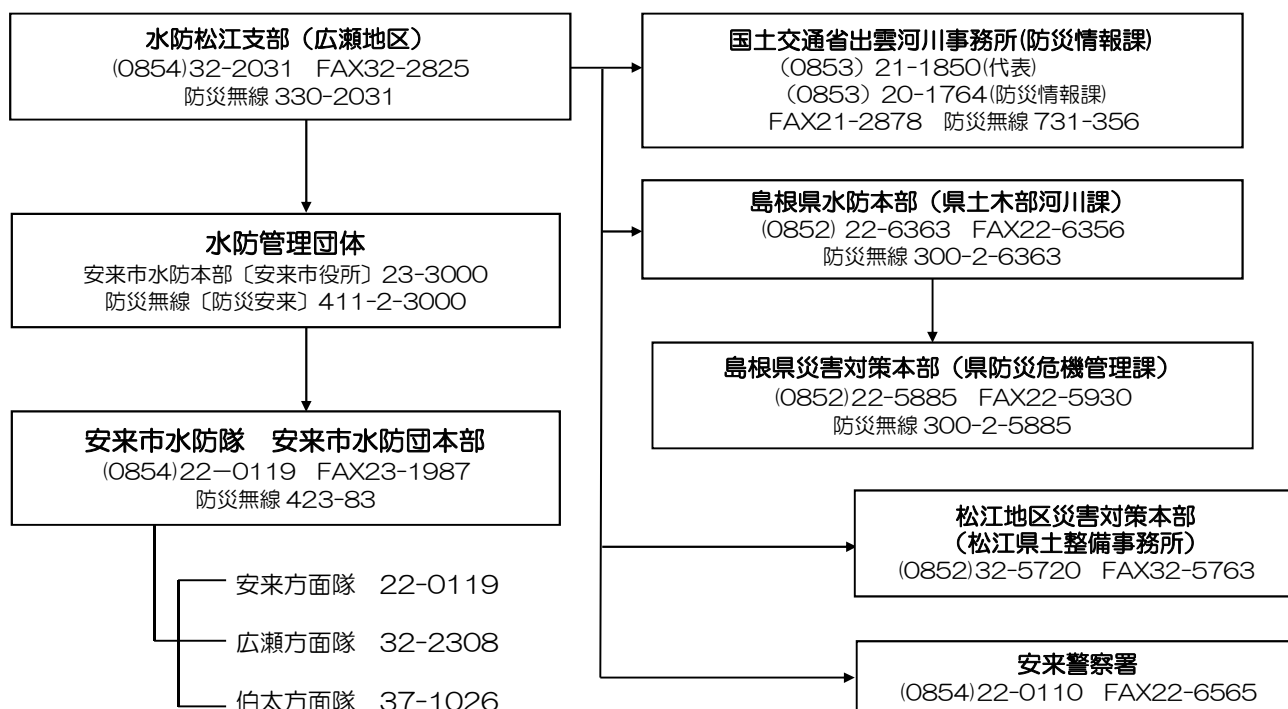 水防松江支部（広瀬地区）
(0854)32-2031　FAX32-2825
防災無線 330-2031
水防管理団体
安来市水防本部〔安来市役所〕23-3000
防災無線〔防災安来〕411-2-3000
安来市水防隊　安来市水防団本部
(0854)22－0119　FAX23-1987
防災無線 423-83
安来方面隊　22-0119
広瀬方面隊　32-2308
伯太方面隊　37-1026
国土交通省出雲河川事務所(防災情報課)
（0853）21-1850(代表)
（0853）20-1764(防災情報課)
FAX21-2878　防災無線 731-356
島根県水防本部（県土木部河川課）
(0852) 22-6363　FAX22-6356
防災無線 300-2-6363
島根県災害対策本部（県防災危機管理課）
(0852)22-5885　FAX22-5930
防災無線 300-2-5885
松江地区災害対策本部
（松江県土整備事務所）
(0852)32-5720　FAX32-5763
安来警察署
(0854)22-0110　FAX22-6565